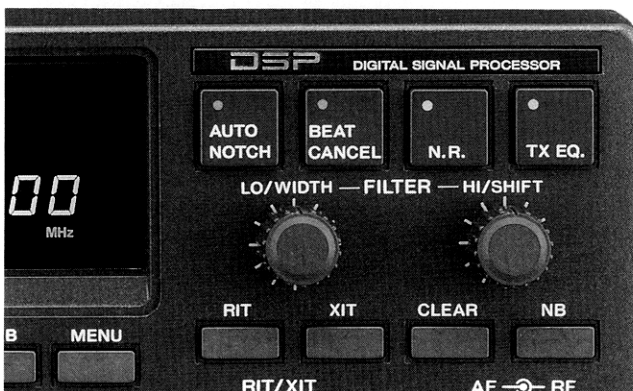 DSP DIGITAL SIGNAL PROCESSOR
AUTO NOTCH
BEAT CANCEL
N.R.
TX EQ.
LO/WIDTH — FILTER — HI/SHIFT
00
MHz
RIT XIT CLEAR NB
B MENU
RIT/XIT AF RF